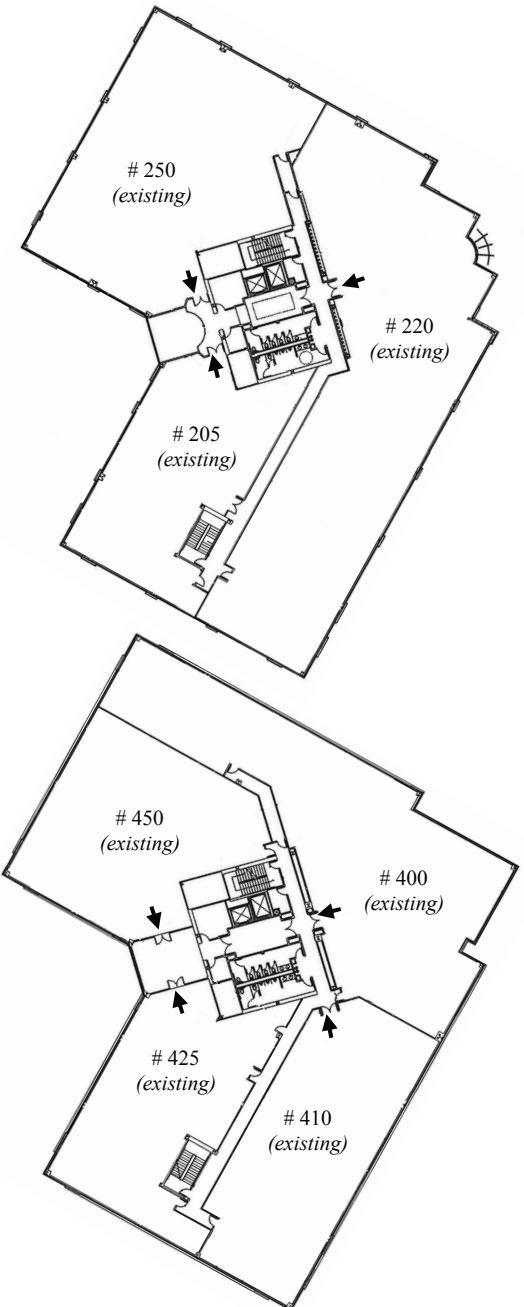 # 250
(existing)
# 220
(existing)
# 205
(existing)
# 450
(existing)
# 400
(existing)
# 425
(existing)
# 410
(existing)